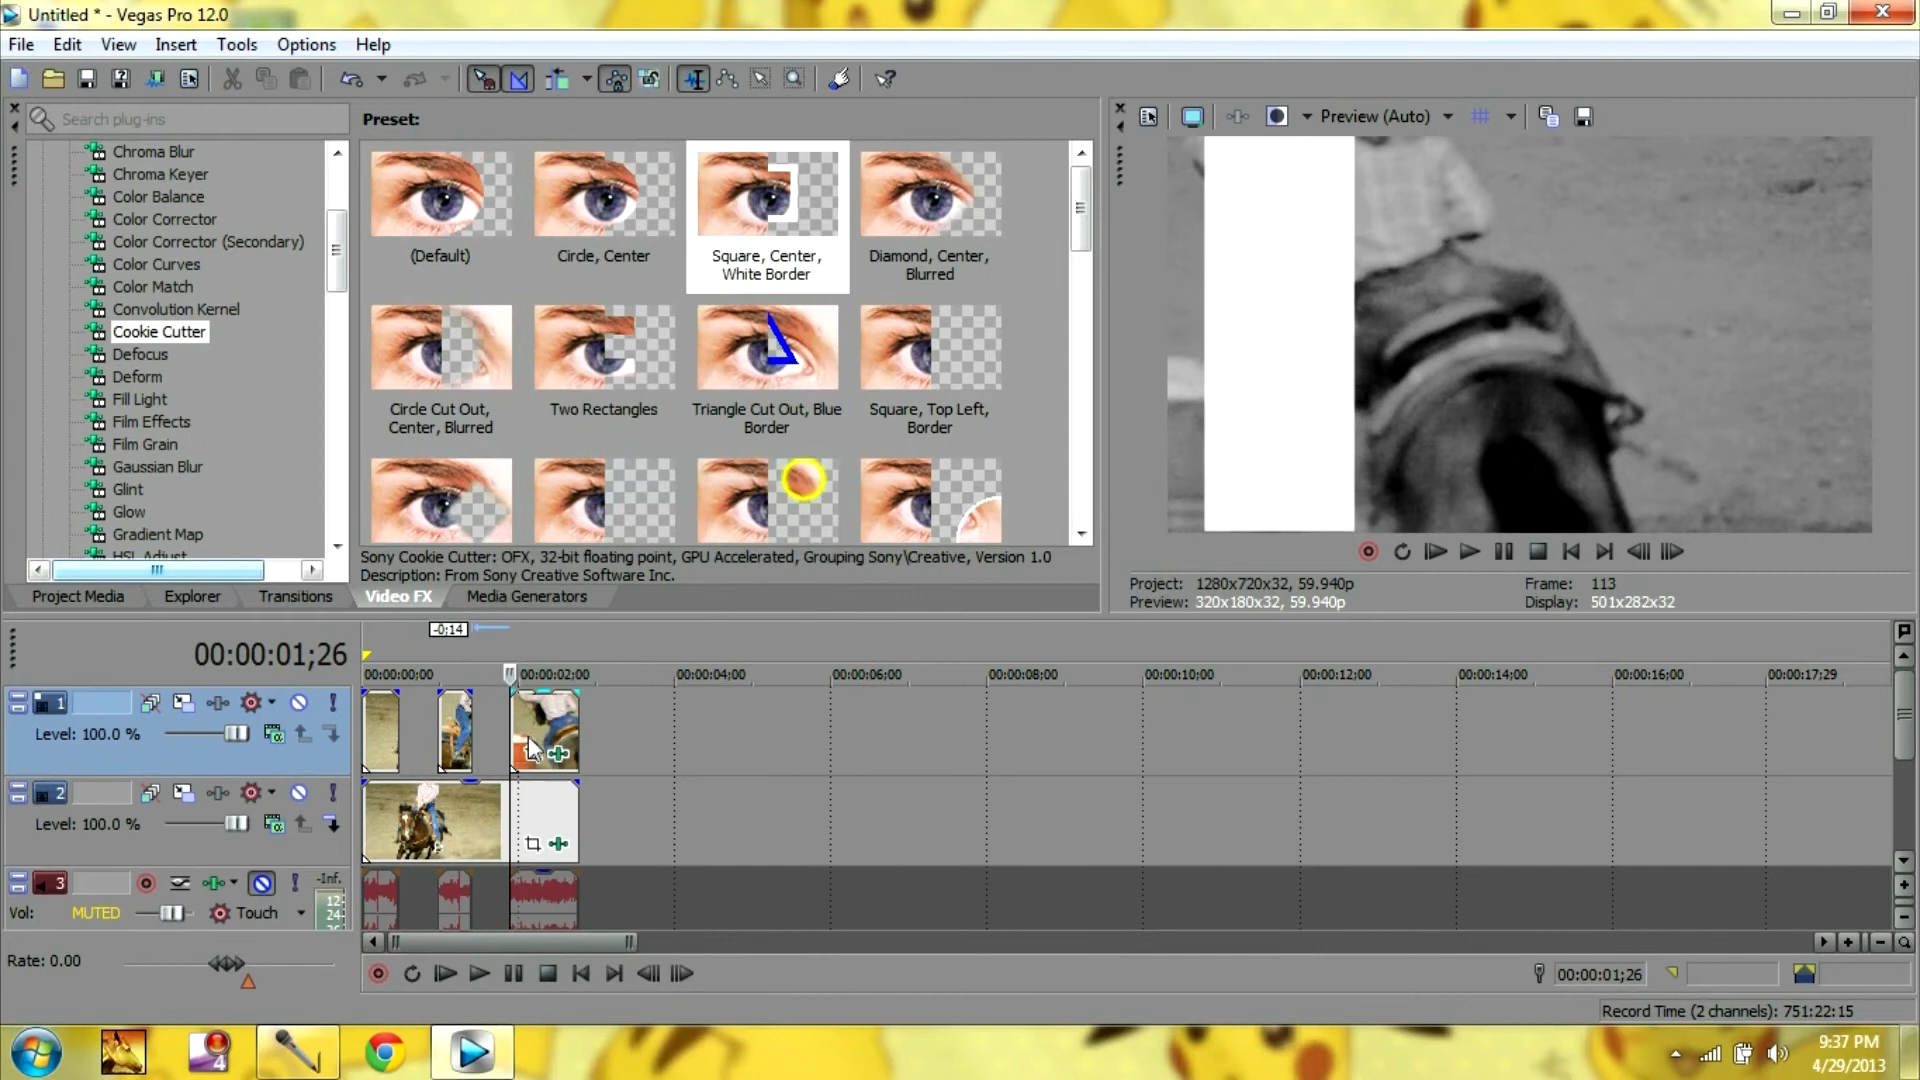 Untitled * - Vegas Pro 12.0
File Edit View Insert Tools Options Help
Search plug-ins
Chroma Blur
Chroma Keyer
Color Balance
Color Corrector
Color Corrector (Secondary)
Color Curves
Color Match
Convolution Kernel
Cookie Cutter
Defocus
Deform
Fill Light
Film Effects
Film Grain
Gaussian Blur
Glint
Glow
Gradient Map
HSL Adjust
Preset:
(Default)
Circle, Center
Square, Center,
White Border
Diamond, Center,
Blurred
Circle Cut Out,
Center, Blurred
Two Rectangles
Triangle Cut Out, Blue
Border
Square, Top Left,
Border
Sony Cookie Cutter: OFX, 32-bit floating point, GPU Accelerated, Grouping Sony\Creative, Version 1.0
Description: From Sony Creative Software Inc.
Project Media Explorer Transitions Video FX Media Generators
Preview (Auto)
Project: 1280x720x32, 59.940p
Frame: 113
Preview: 320x180x32, 59.940p
Display: 501x282x32
-0;14
00:00:01;26
00:00:00;00 00:00:02;00 00:00:04;00 00:00:06;00 00:00:08;00 00:00:10;00 00:00:12;00 00:00:14;00 00:00:16;00 00:00:17;29
1
Level: 100.0 %
2
Level: 100.0 %
3
-Inf.
12
24
36
Vol: MUTED
Touch
Rate: 0.00
00:00:01;26
Record Time (2 channels): 751:22:15
4
9:37 PM
4/29/2013